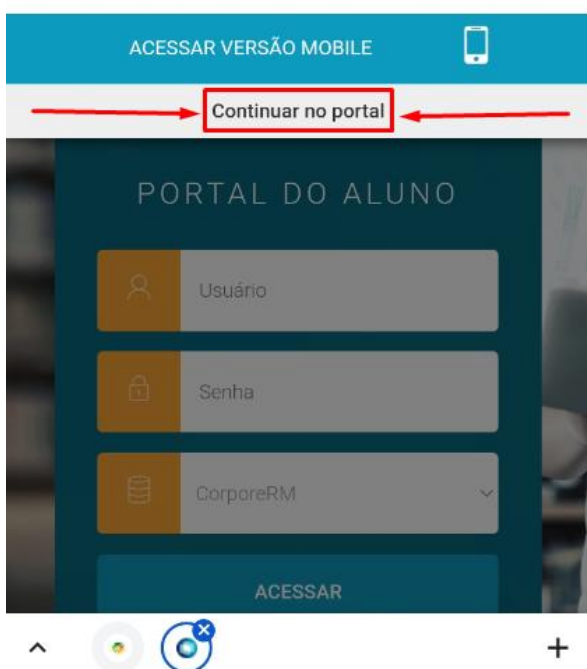 ACESSAR VERSÃO MOBILE
Continuar no portal
PORTAL DO ALUNO
Usuário
Senha
CorporeRM
ACESSAR